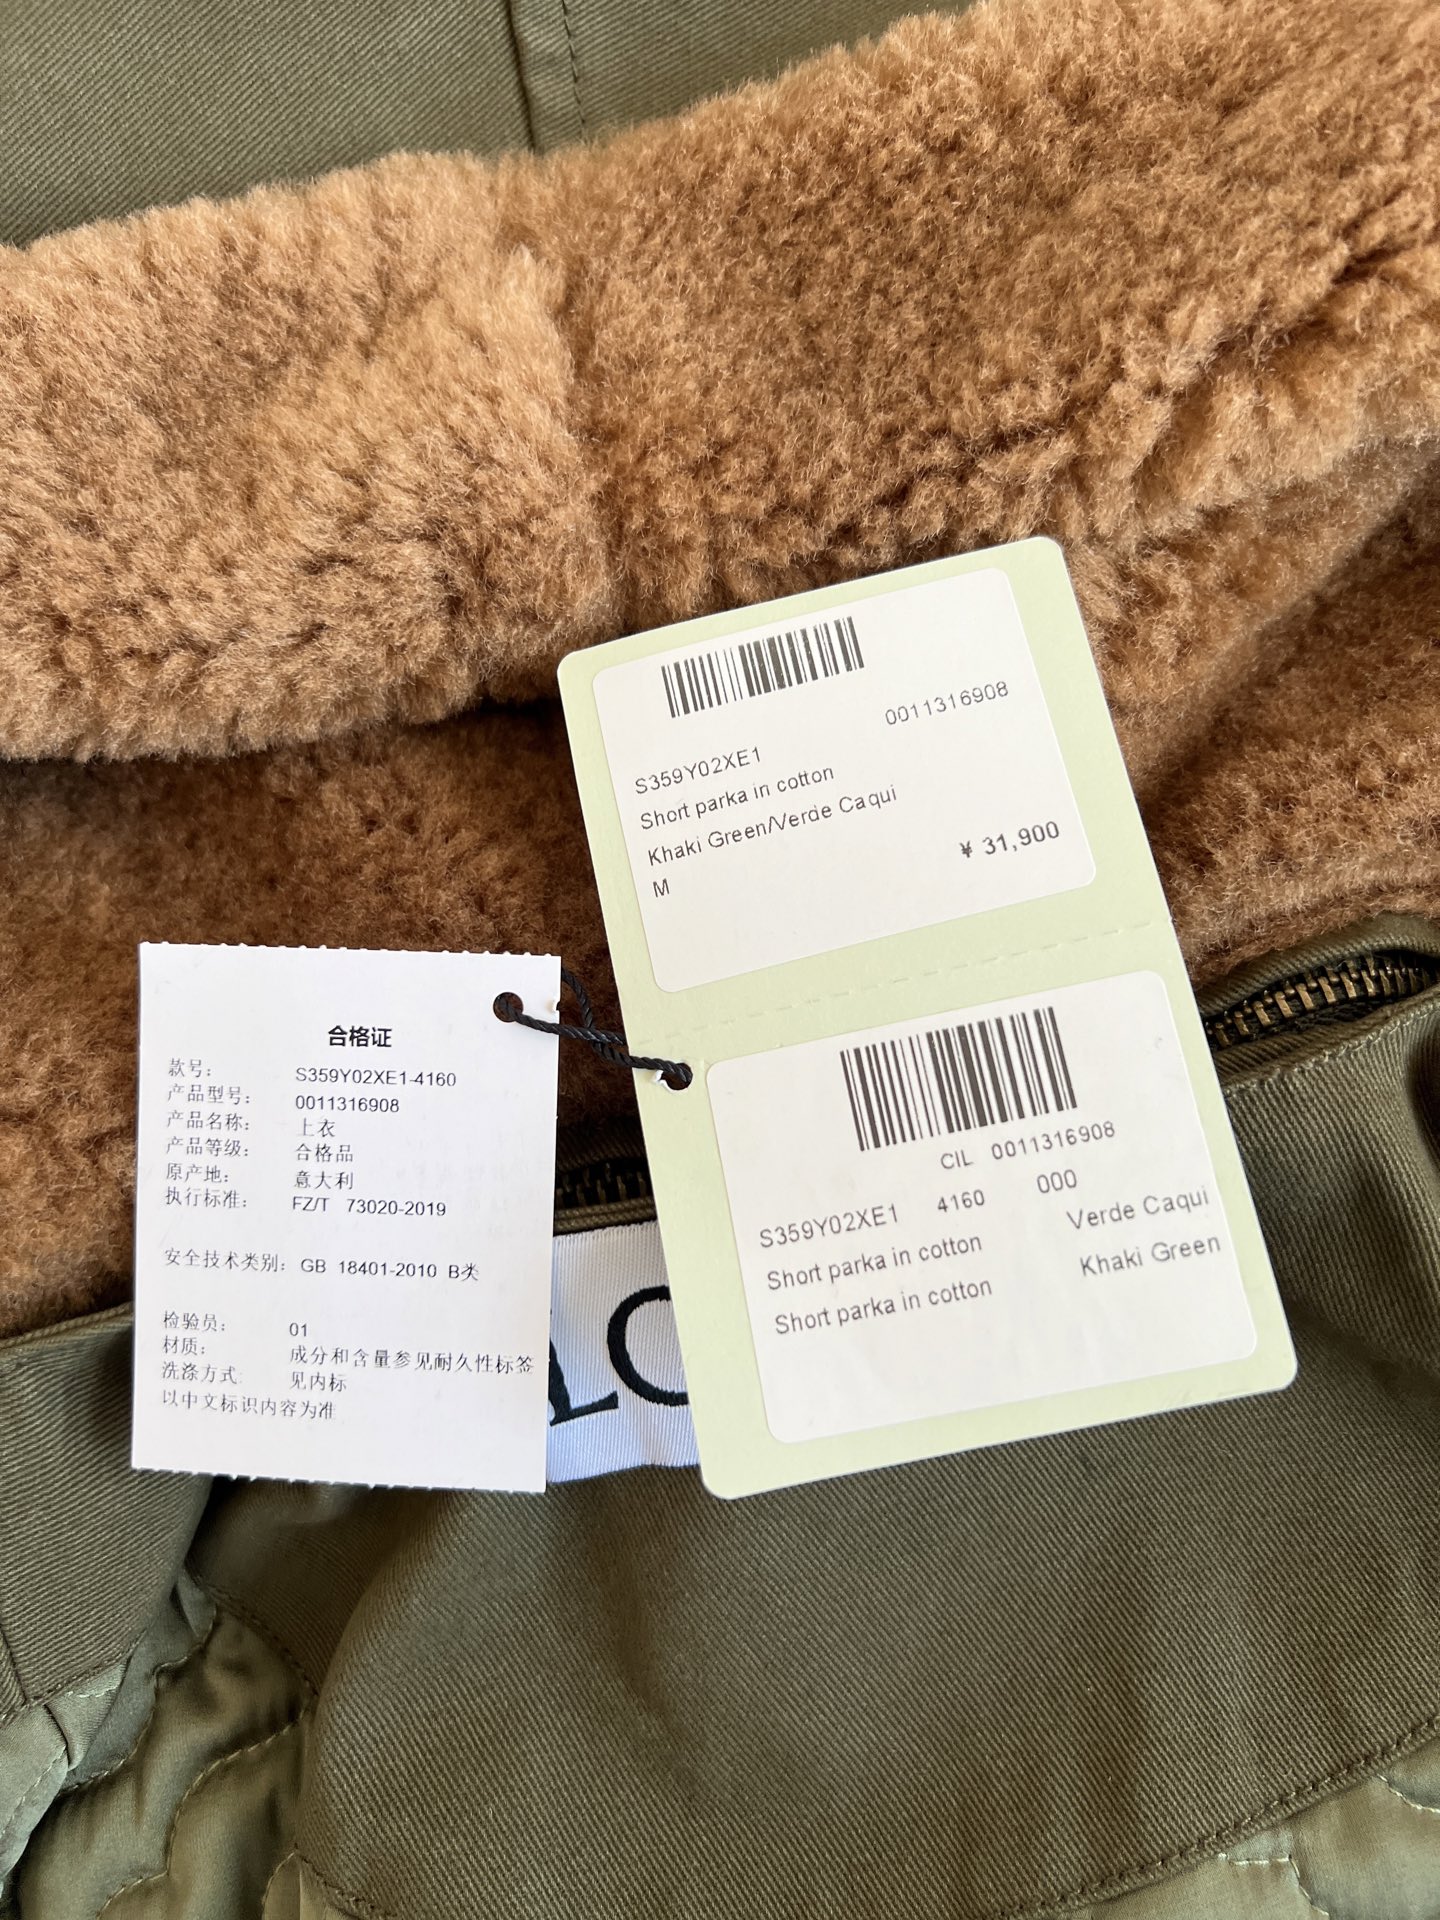 0011316908
S359Y02XE1
Short parka in cotton
Khaki Green/Verde Caqui
¥ 31,900
M
CIL 0011316908
S359Y02XE1 4160 000
Short parka in cotton Verde Caqui
Short parka in cotton Khaki Green
合格证
款号: S359Y02XE1-4160
产品型号: 0011316908
产品名称: 上衣
产品等级: 合格品
原产地: 意大利
执行标准: FZ/T 73020-2019
安全技术类别: GB 18401-2010 B类
检验员: 01
材质: 成分和含量参见耐久性标签
洗涤方式: 见内标
以中文标识内容为准
LO